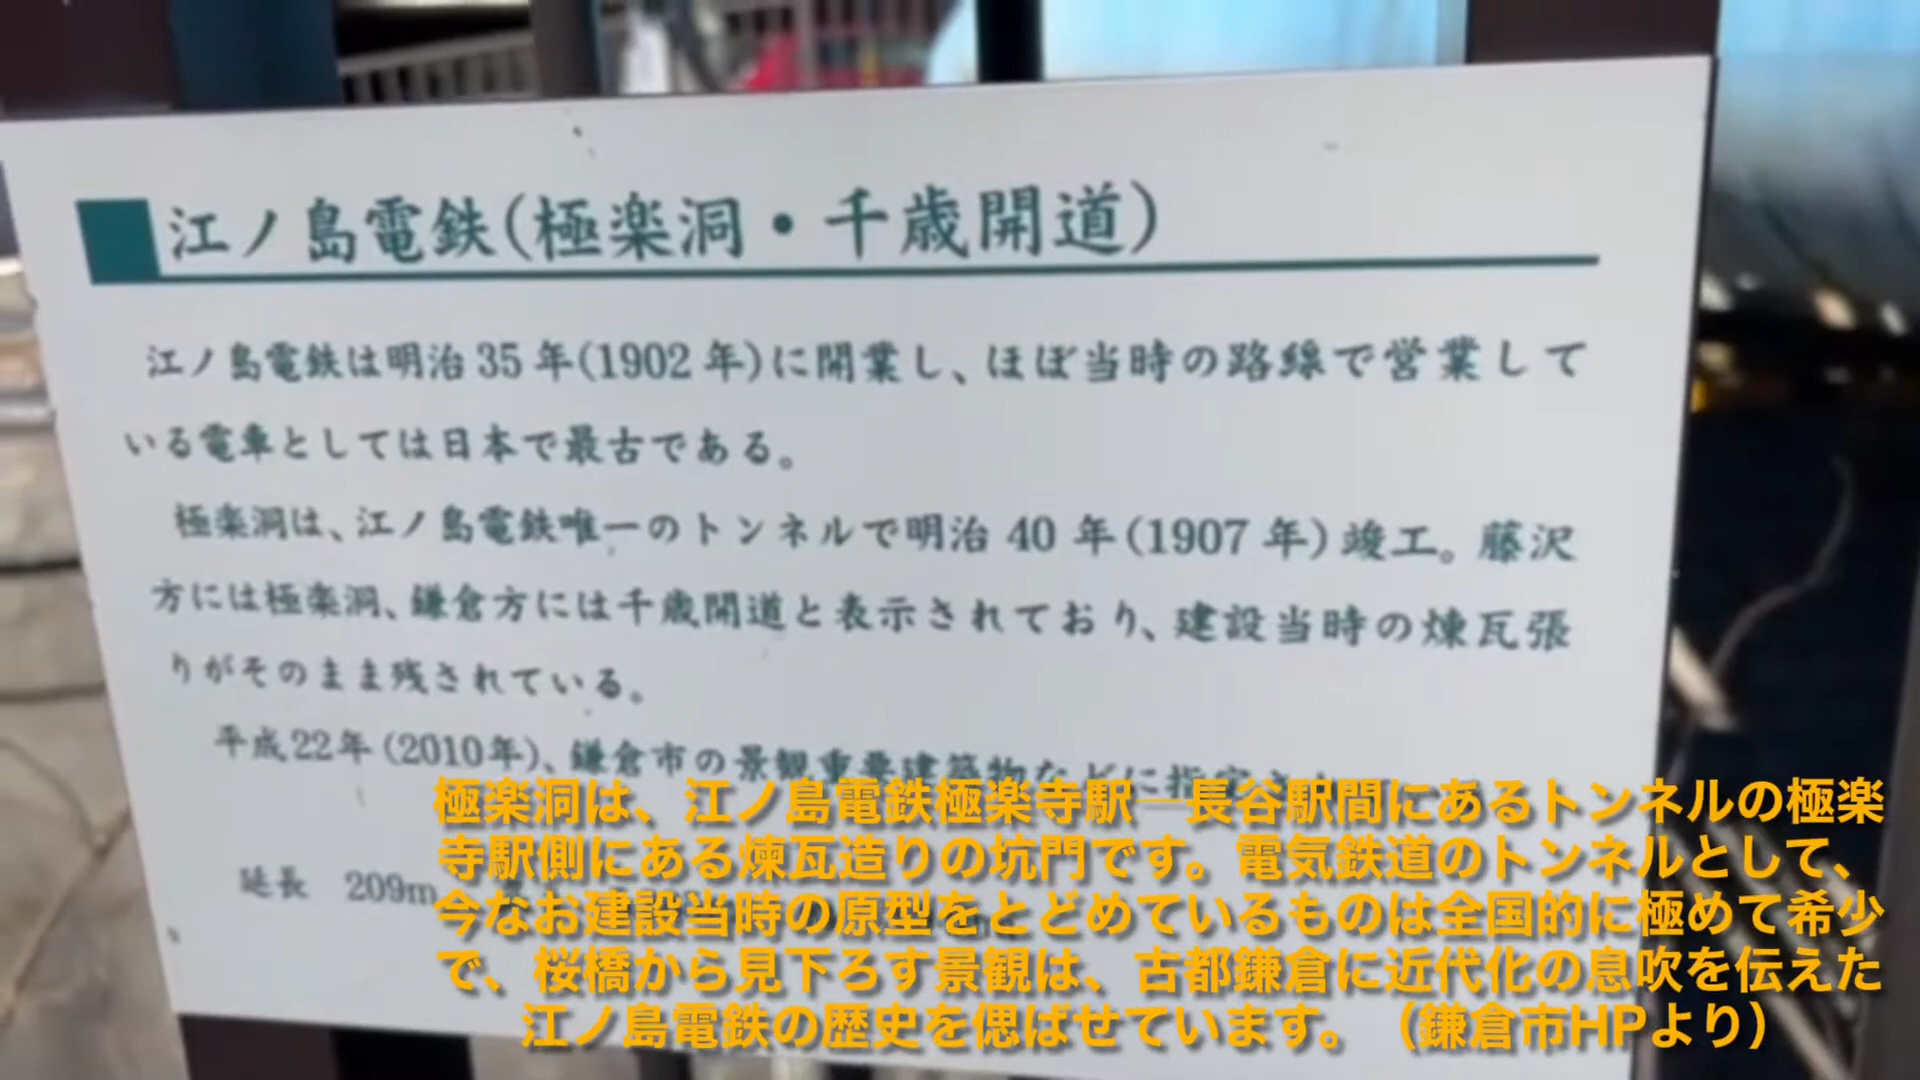 江ノ島電鉄(極楽洞・千歳開道)
江ノ島電鉄は明治35年(1902年)に開業し、ほぼ当時の路線で営業して
いる電車としては日本で最古である。
極楽洞は、江ノ島電鉄唯一のトンネルで明治40年(1907年)竣工。藤沢
方には極楽洞、鎌倉方には千歳開道と表示されており、建設当時の煉瓦張
りがそのまま残されている。
平成22年(2010年)、鎌倉市の景観重要建築物などに指定
延長 209m
極楽洞は、江ノ島電鉄極楽寺駅―長谷駅間にあるトンネルの極楽
寺駅側にある煉瓦造りの坑門です。電気鉄道のトンネルとして、
今なお建設当時の原型をとどめているものは全国的に極めて希少
で、桜橋から見下ろす景観は、古都鎌倉に近代化の息吹を伝えた
江ノ島電鉄の歴史を偲ばせています。（鎌倉市HPより）